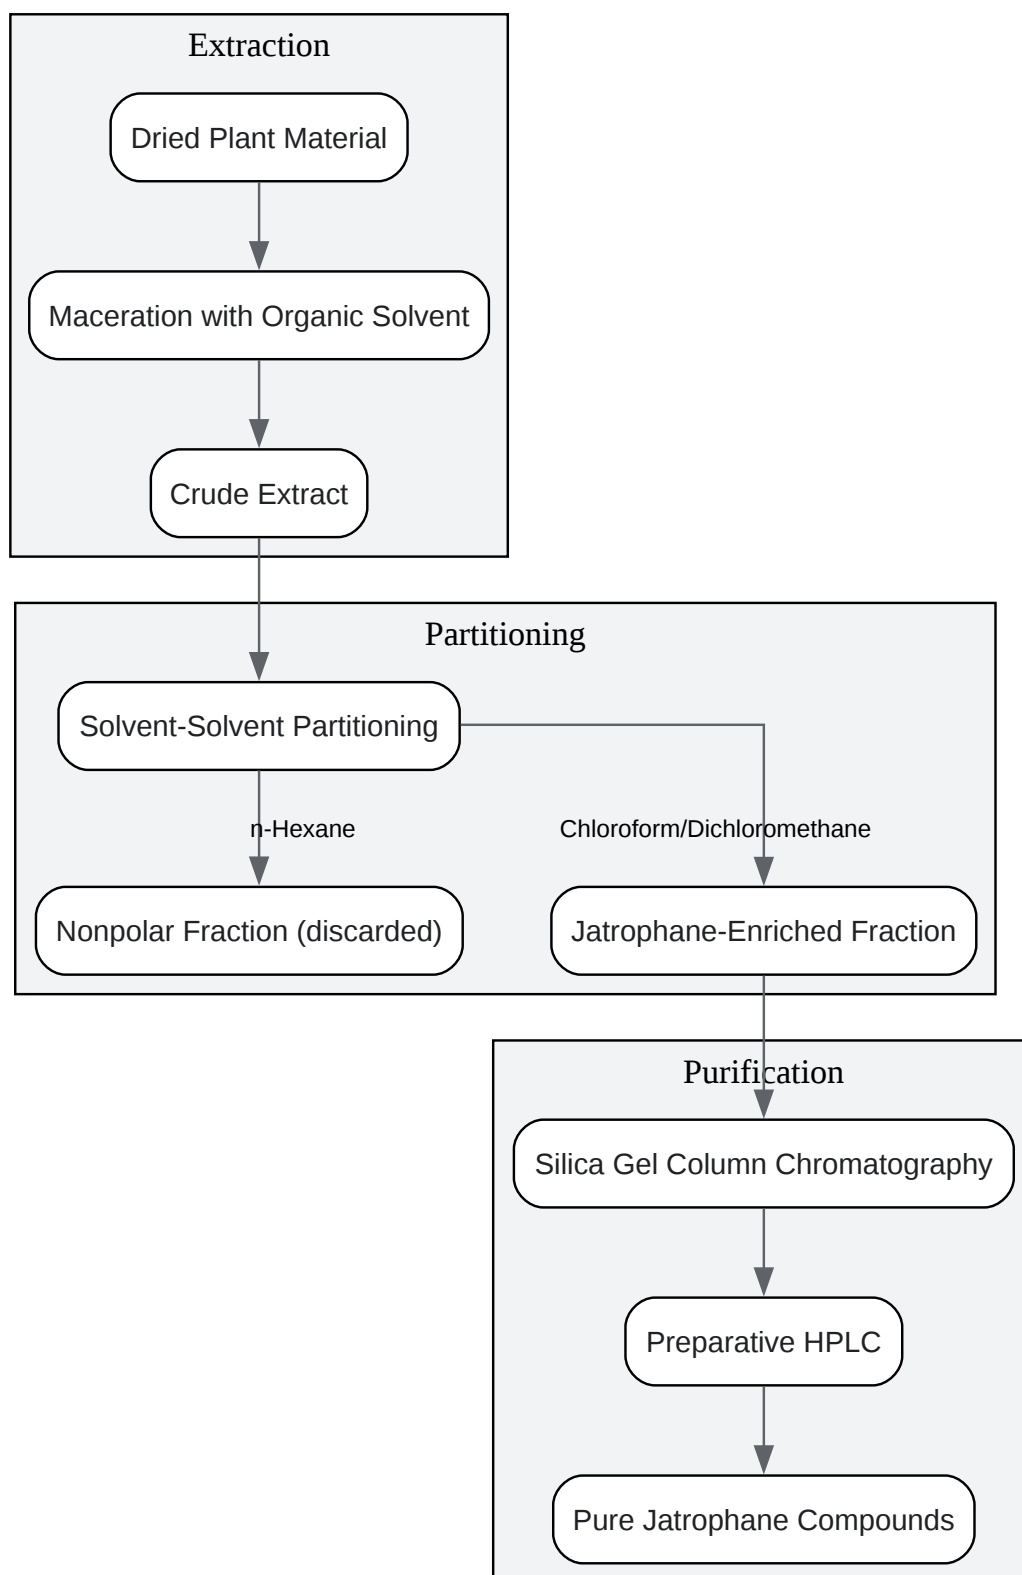 Extraction
Dried Plant Material
Maceration with Organic Solvent
Crude Extract
Partitioning
Solvent-Solvent Partitioning
n-Hexane
Chloroform/Dichloromethane
Nonpolar Fraction (discarded)
Jatrophane-Enriched Fraction
Purification
Silica Gel Column Chromatography
Preparative HPLC
Pure Jatrophane Compounds